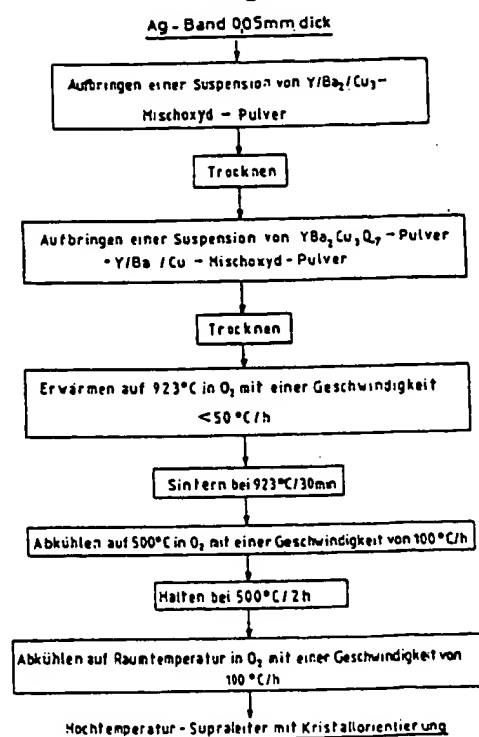 Ag-Band 0,05mm dick
Aufbringen einer Suspension von Y/Ba₂/Cu₃-
Mischoxyd - Pulver
Trocknen
Aufbringen einer Suspension von YBa₂Cu₃O₋₇ - Pulver
- Y/Ba / Cu - Mischoxyd - Pulver
Trocknen
Erwärmen auf 923°C in O₂ mit einer Geschwindigkeit
<50°C/h
Sintern bei 923°C/30min
Abkühlen auf 500°C in O₂ mit einer Geschwindigkeit von 100°C/h
Halten bei 500°C/2h
Abkühlen auf Raumtemperatur in O₂ mit einer Geschwindigkeit von
100°C/h
Hochtemperatur - Supraleiter mit Kristallorientierung